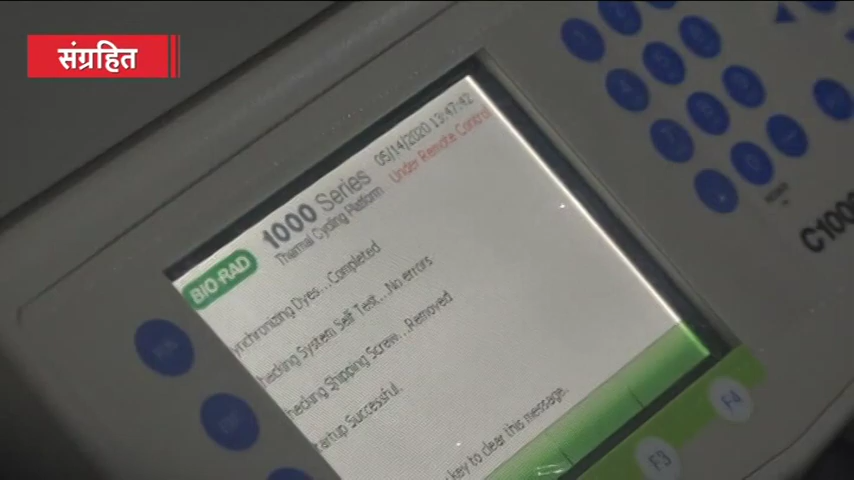 संग्रहित
05/14/2020 13:47:42
Under Remote Control
BIO-RAD
1000 Series
Thermal Cycling Platform
ynchronizing Dyes...Completed
hecking System Self Test...No errors
hecking Shipping Screw...Removed
tartup Successful.
key to clear this message.
C1000
F3
F4